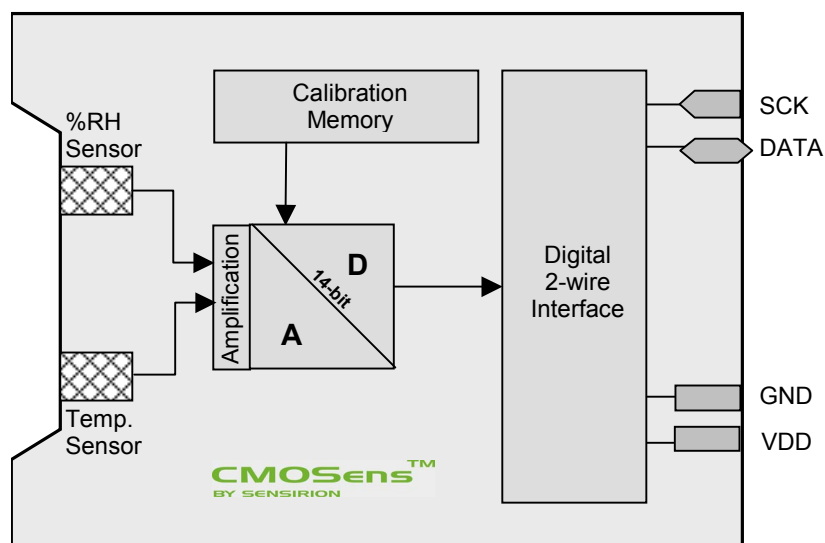 %RH
Sensor
Calibration
Memory
SCK
DATA
Amplification
D
14-bit
A
Digital
2-wire
Interface
GND
VDD
Temp.
Sensor
CMOSens™
BY SENSIRION